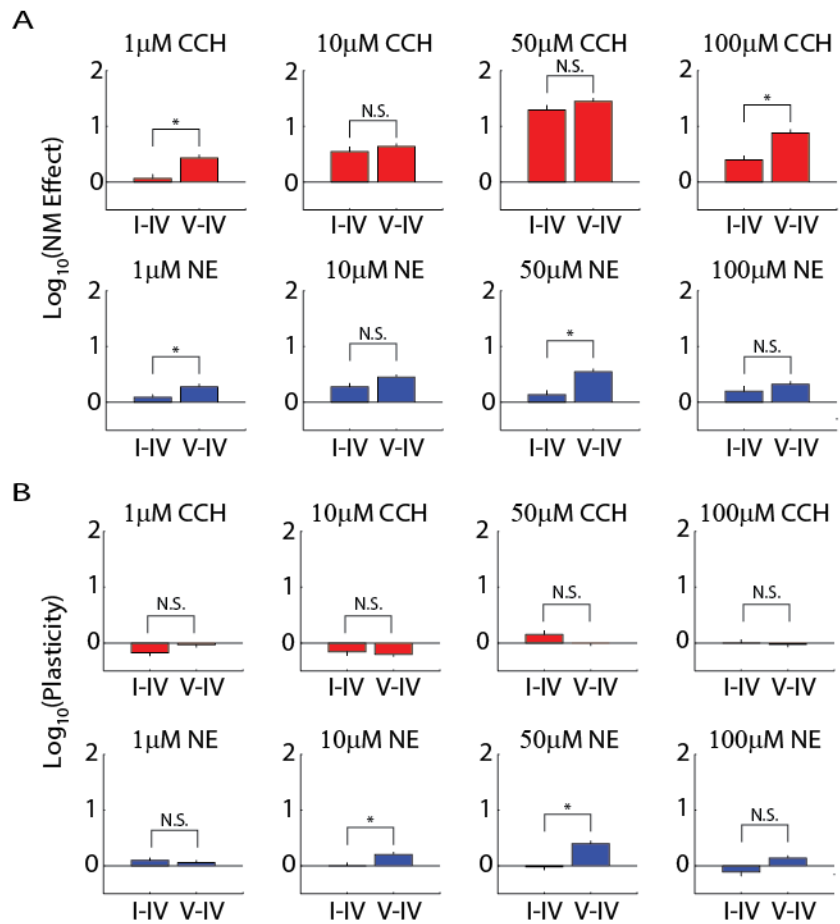 A
1μM CCH 10μM CCH 50μM CCH 100μM CCH
2 2 2 2
* N.S. N.S. *
1 1 1 1
0 0 0 0
I-IV V-IV I-IV V-IV I-IV V-IV I-IV V-IV
Log10(NM Effect)
1μM NE 10μM NE 50μM NE 100μM NE
2 2 2 2
* N.S. * N.S.
1 1 1 1
0 0 0 0
I-IV V-IV I-IV V-IV I-IV V-IV I-IV V-IV
B
1μM CCH 10μM CCH 50μM CCH 100μM CCH
2 2 2 2
1 1 1 1
N.S. N.S. N.S. N.S.
0 0 0 0
I-IV V-IV I-IV V-IV I-IV V-IV I-IV V-IV
Log10(Plasticity)
1μM NE 10μM NE 50μM NE 100μM NE
2 2 2 2
1 1 1 1
N.S. * * N.S.
0 0 0 0
I-IV V-IV I-IV V-IV I-IV V-IV I-IV V-IV